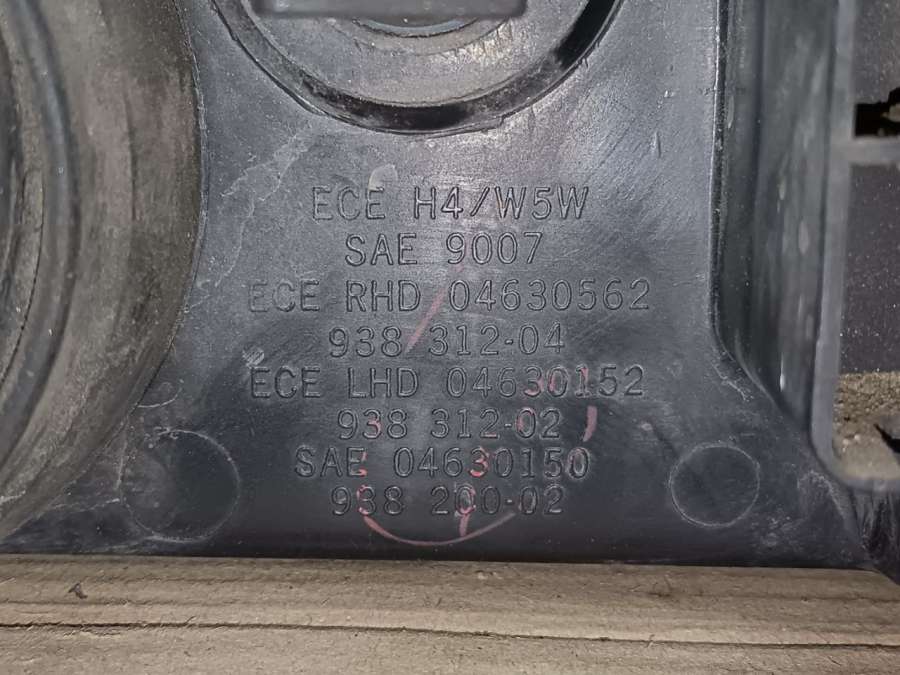 ECE H4/W5W
SAE 9007
ECE RHD 04630562
938 312-04
ECE LHD 04630152
938 312-02
SAE 04630150
938 200-02